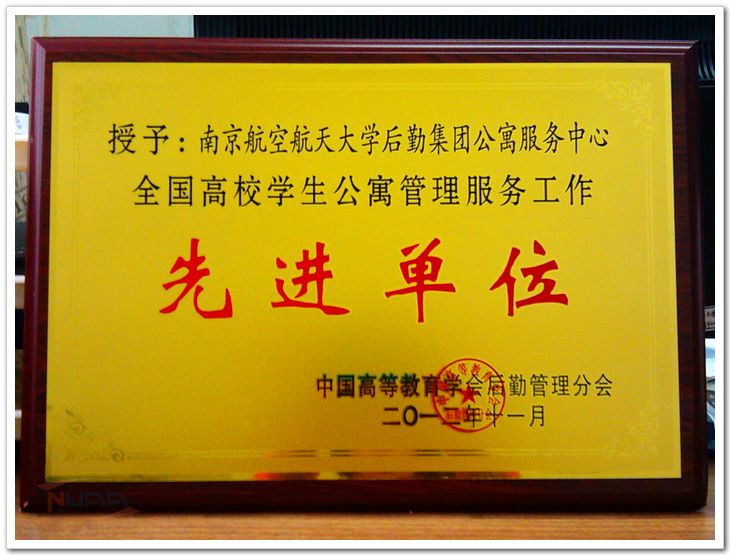 授予：南京航空航天大学后勤集团公寓服务中心
全国高校学生公寓管理服务工作
先进单位
中国高等教育学会后勤管理分会
二〇一二年十一月
NUAA